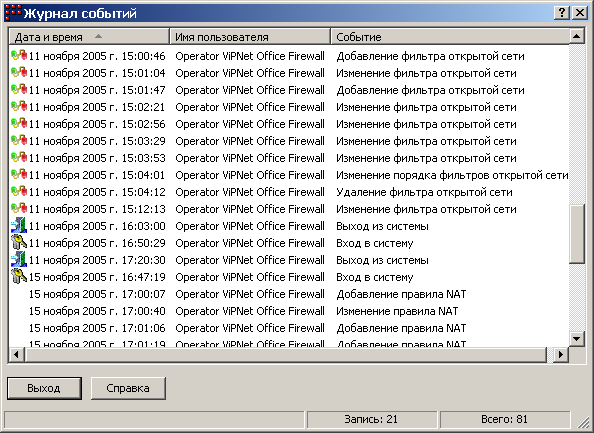 Журнал событий
Дата и время Имя пользователя Событие
11 ноября 2005 г. 15:00:46 Operator ViPNet Office Firewall Добавление фильтра открытой сети
11 ноября 2005 г. 15:01:04 Operator ViPNet Office Firewall Изменение фильтра открытой сети
11 ноября 2005 г. 15:01:47 Operator ViPNet Office Firewall Добавление фильтра открытой сети
11 ноября 2005 г. 15:02:21 Operator ViPNet Office Firewall Изменение фильтра открытой сети
11 ноября 2005 г. 15:02:56 Operator ViPNet Office Firewall Изменение фильтра открытой сети
11 ноября 2005 г. 15:03:29 Operator ViPNet Office Firewall Изменение фильтра открытой сети
11 ноября 2005 г. 15:03:53 Operator ViPNet Office Firewall Изменение фильтра открытой сети
11 ноября 2005 г. 15:04:01 Operator ViPNet Office Firewall Изменение порядка фильтров открытой сети
11 ноября 2005 г. 15:04:12 Operator ViPNet Office Firewall Удаление фильтра открытой сети
11 ноября 2005 г. 15:12:13 Operator ViPNet Office Firewall Изменение фильтра открытой сети
11 ноября 2005 г. 16:03:00 Operator ViPNet Office Firewall Выход из системы
11 ноября 2005 г. 16:50:29 Operator ViPNet Office Firewall Вход в систему
11 ноября 2005 г. 17:20:30 Operator ViPNet Office Firewall Выход из системы
15 ноября 2005 г. 16:47:19 Operator ViPNet Office Firewall Вход в систему
15 ноября 2005 г. 17:00:07 Operator ViPNet Office Firewall Добавление правила NAT
15 ноября 2005 г. 17:00:40 Operator ViPNet Office Firewall Изменение правила NAT
15 ноября 2005 г. 17:01:06 Operator ViPNet Office Firewall Добавление правила NAT
15 ноября 2005 г. 17:01:19 Operator ViPNet Office Firewall Добавление правила NAT
Выход Справка
Запись: 21 Всего: 81